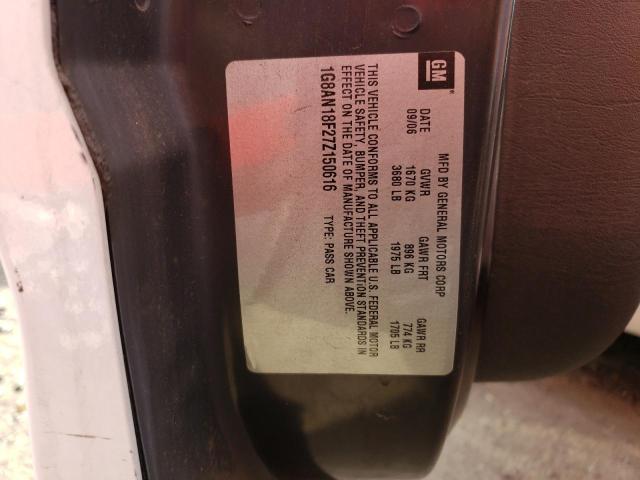 GM
MFD BY GENERAL MOTORS CORP
DATE GVWR GAWR FRT GAWR RR
09/06 1670 KG 896 KG 774 KG
3680 LB 1976 LB 1705 LB
THIS VEHICLE CONFORMS TO ALL APPLICABLE U.S. FEDERAL MOTOR
VEHICLE SAFETY, BUMPER, AND THEFT PREVENTION STANDARDS IN
EFFECT ON THE DATE OF MANUFACTURE SHOWN ABOVE.
1G8AN18F27Z150616 TYPE: PASS CAR